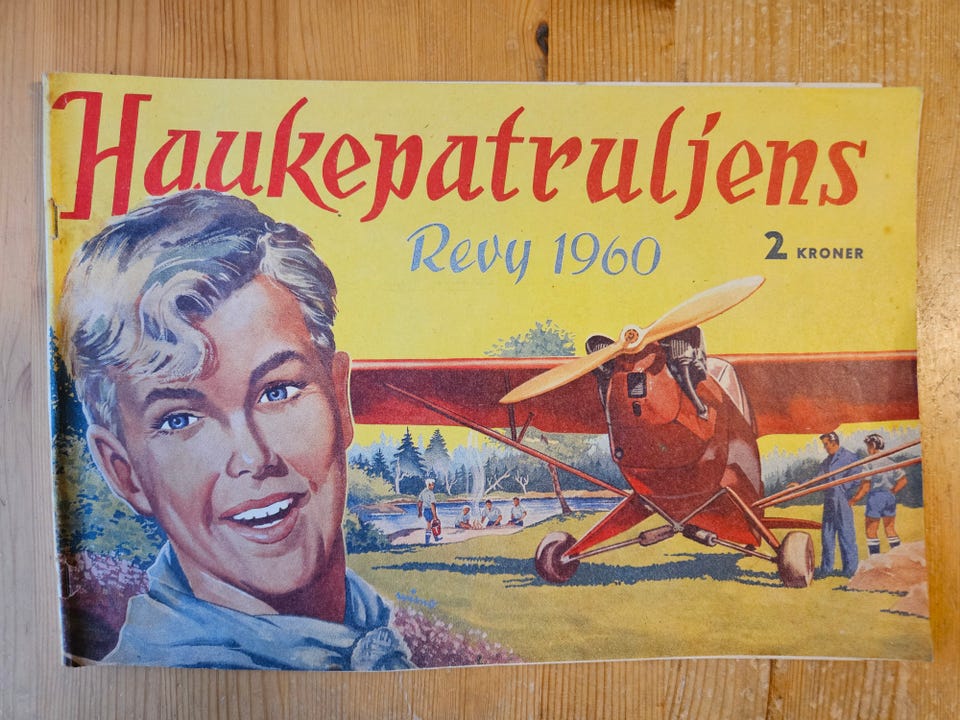 Haukepatruljens
Revy 1960
2 KRONER